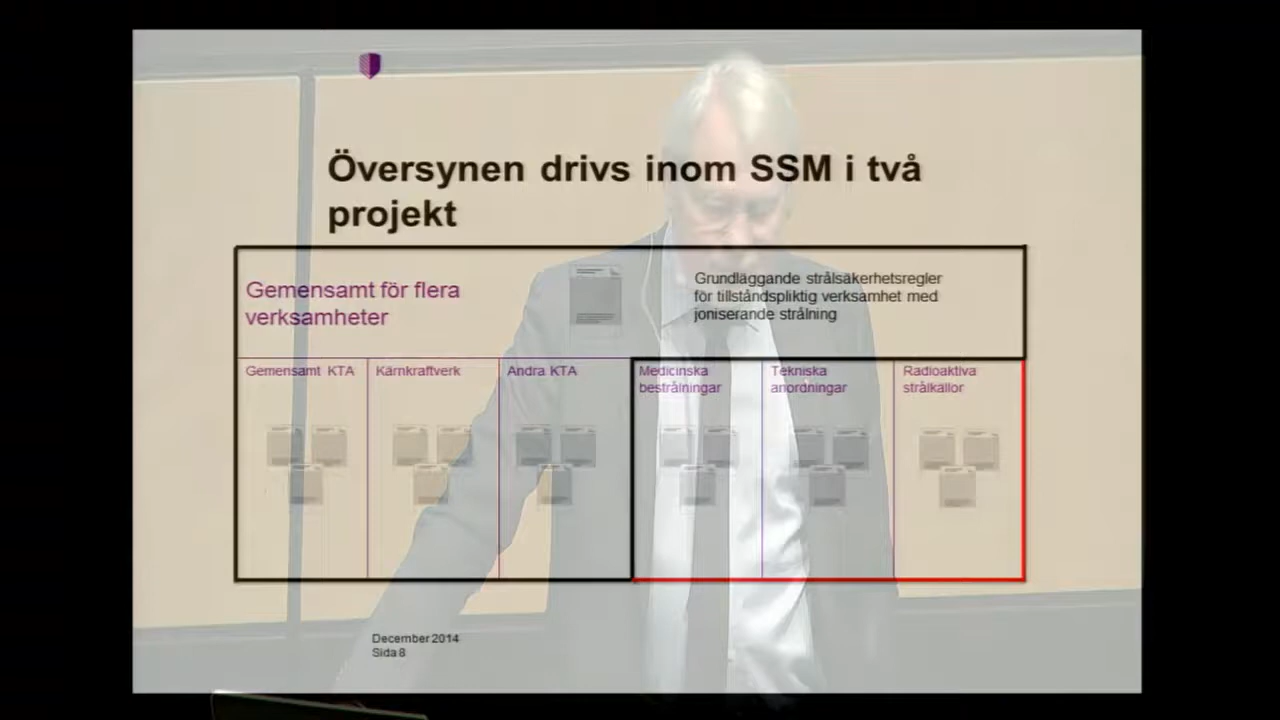 Översynen drivs inom SSM i två
projekt
Gemensamt för flera
verksamheter
Grundläggande strålsäkerhetsregler
för tillståndspliktig verksamhet med
joniserande strålning
Gemensamt KTA
Kärnkraftverk
Andra KTA
Medicinska
bestrålningar
Tekniska
anordningar
Radioaktiva
strålkällor
December 2014
Sida 8